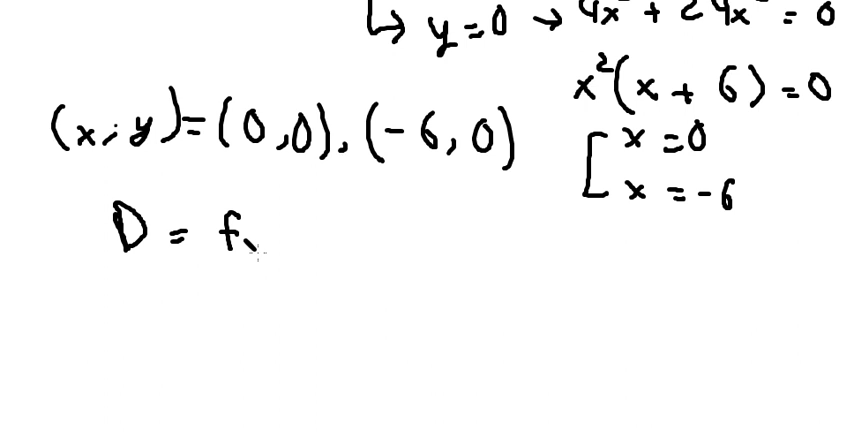 ↳ y = 0 → 4x³ + 24x² = 0
x²(x + 6) = 0
(x, y) = (0, 0), (-6, 0)
[ x = 0
x = -6
D = f